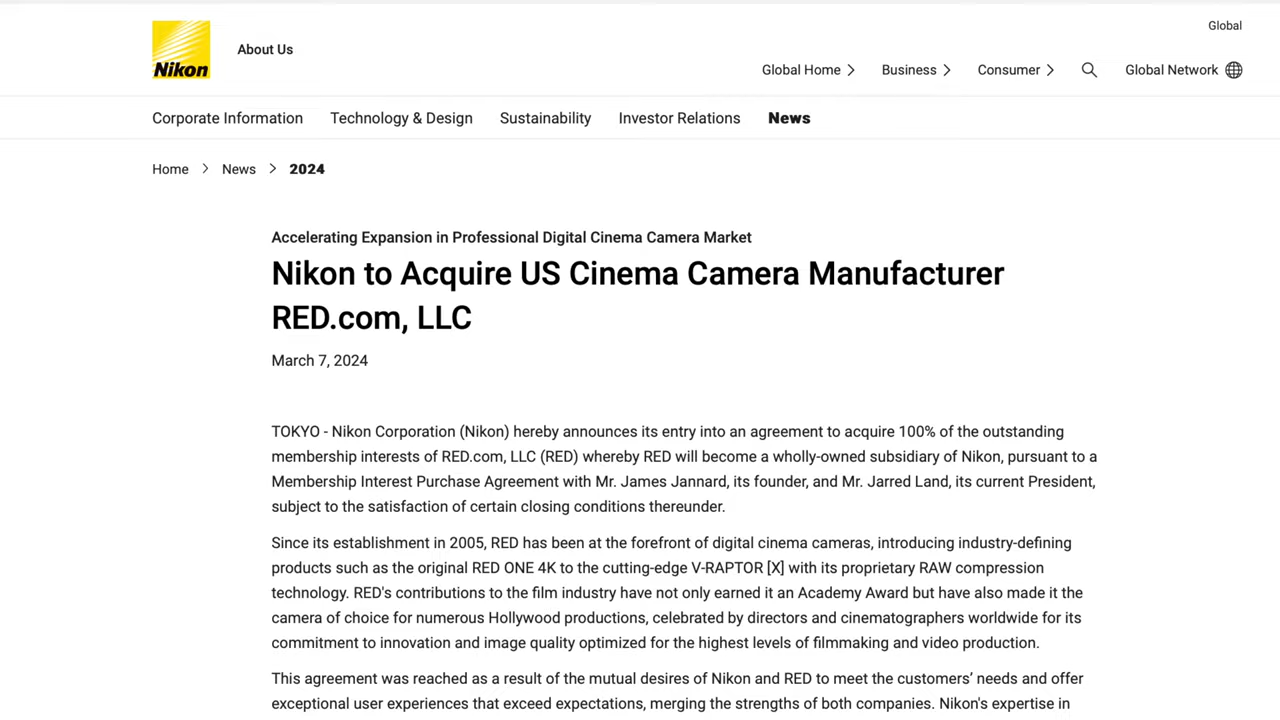 Global
Nikon
About Us
Global Home
Business
Consumer
Global Network
Corporate Information
Technology & Design
Sustainability
Investor Relations
News
Home
News
2024
Accelerating Expansion in Professional Digital Cinema Camera Market
Nikon to Acquire US Cinema Camera Manufacturer
RED.com, LLC
March 7, 2024
TOKYO - Nikon Corporation (Nikon) hereby announces its entry into an agreement to acquire 100% of the outstanding
membership interests of RED.com, LLC (RED) whereby RED will become a wholly-owned subsidiary of Nikon, pursuant to a
Membership Interest Purchase Agreement with Mr. James Jannard, its founder, and Mr. Jarred Land, its current President,
subject to the satisfaction of certain closing conditions thereunder.
Since its establishment in 2005, RED has been at the forefront of digital cinema cameras, introducing industry-defining
products such as the original RED ONE 4K to the cutting-edge V-RAPTOR [X] with its proprietary RAW compression
technology. RED's contributions to the film industry have not only earned it an Academy Award but have also made it the
camera of choice for numerous Hollywood productions, celebrated by directors and cinematographers worldwide for its
commitment to innovation and image quality optimized for the highest levels of filmmaking and video production.
This agreement was reached as a result of the mutual desires of Nikon and RED to meet the customers’ needs and offer
exceptional user experiences that exceed expectations, merging the strengths of both companies. Nikon's expertise in